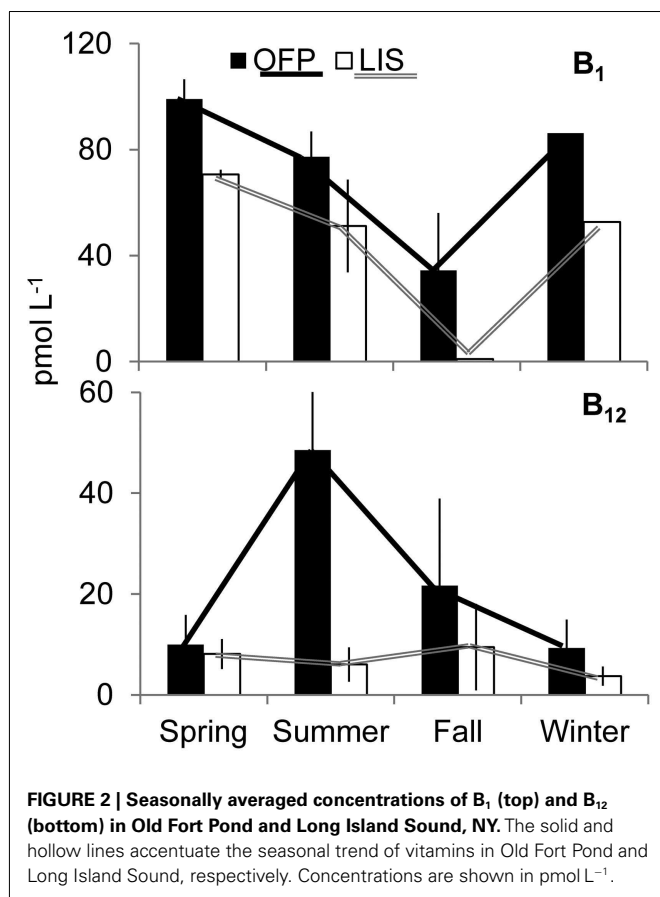 OFP LIS
B₁
120
80
40
0
pmol L⁻¹
B₁₂
60
40
20
0
Spring Summer Fall Winter
FIGURE 2 | Seasonally averaged concentrations of B₁ (top) and B₁₂
(bottom) in Old Fort Pond and Long Island Sound, NY. The solid and
hollow lines accentuate the seasonal trend of vitamins in Old Fort Pond and
Long Island Sound, respectively. Concentrations are shown in pmol L⁻¹.